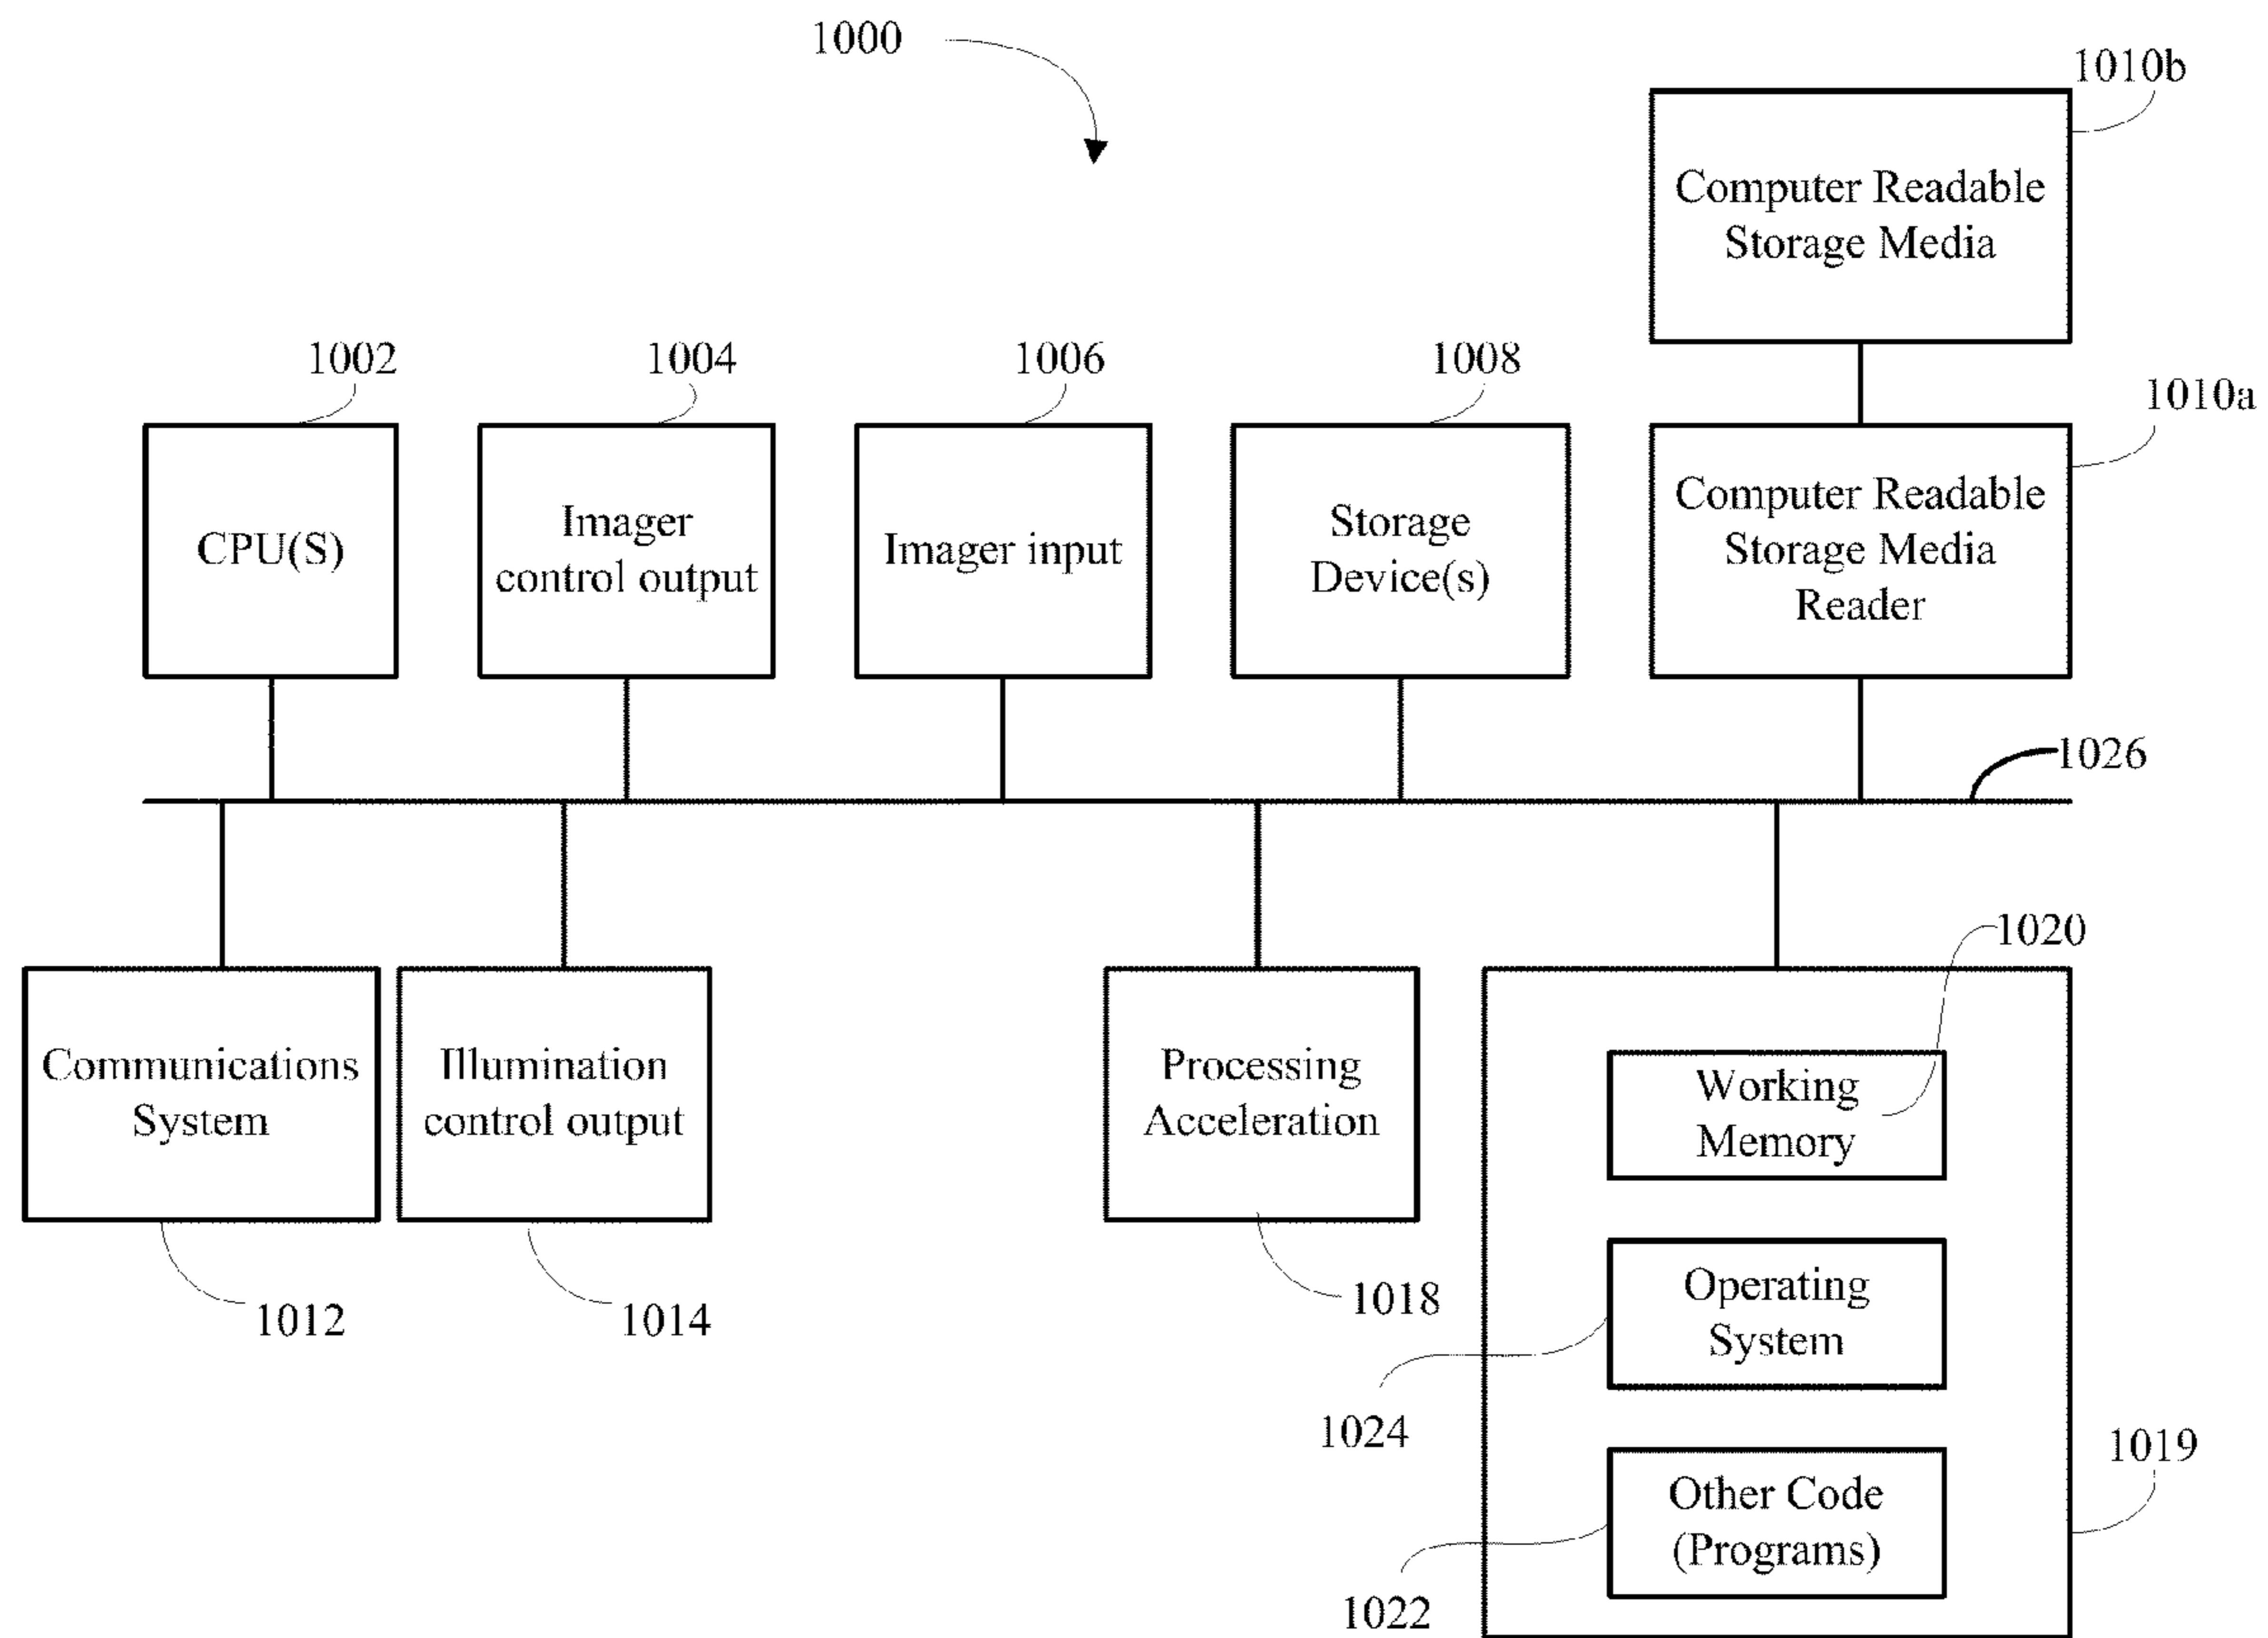 1000
1010b
Computer Readable
Storage Media
1002
1004
1006
1008
1010a
CPU(S)
Imager
control output
Imager input
Storage
Device(s)
Computer Readable
Storage Media
Reader
1026
1020
Communications
System
Illumination
control output
Processing
Acceleration
Working
Memory
1012
1014
1018
Operating
System
1024
1019
Other Code
(Programs)
1022